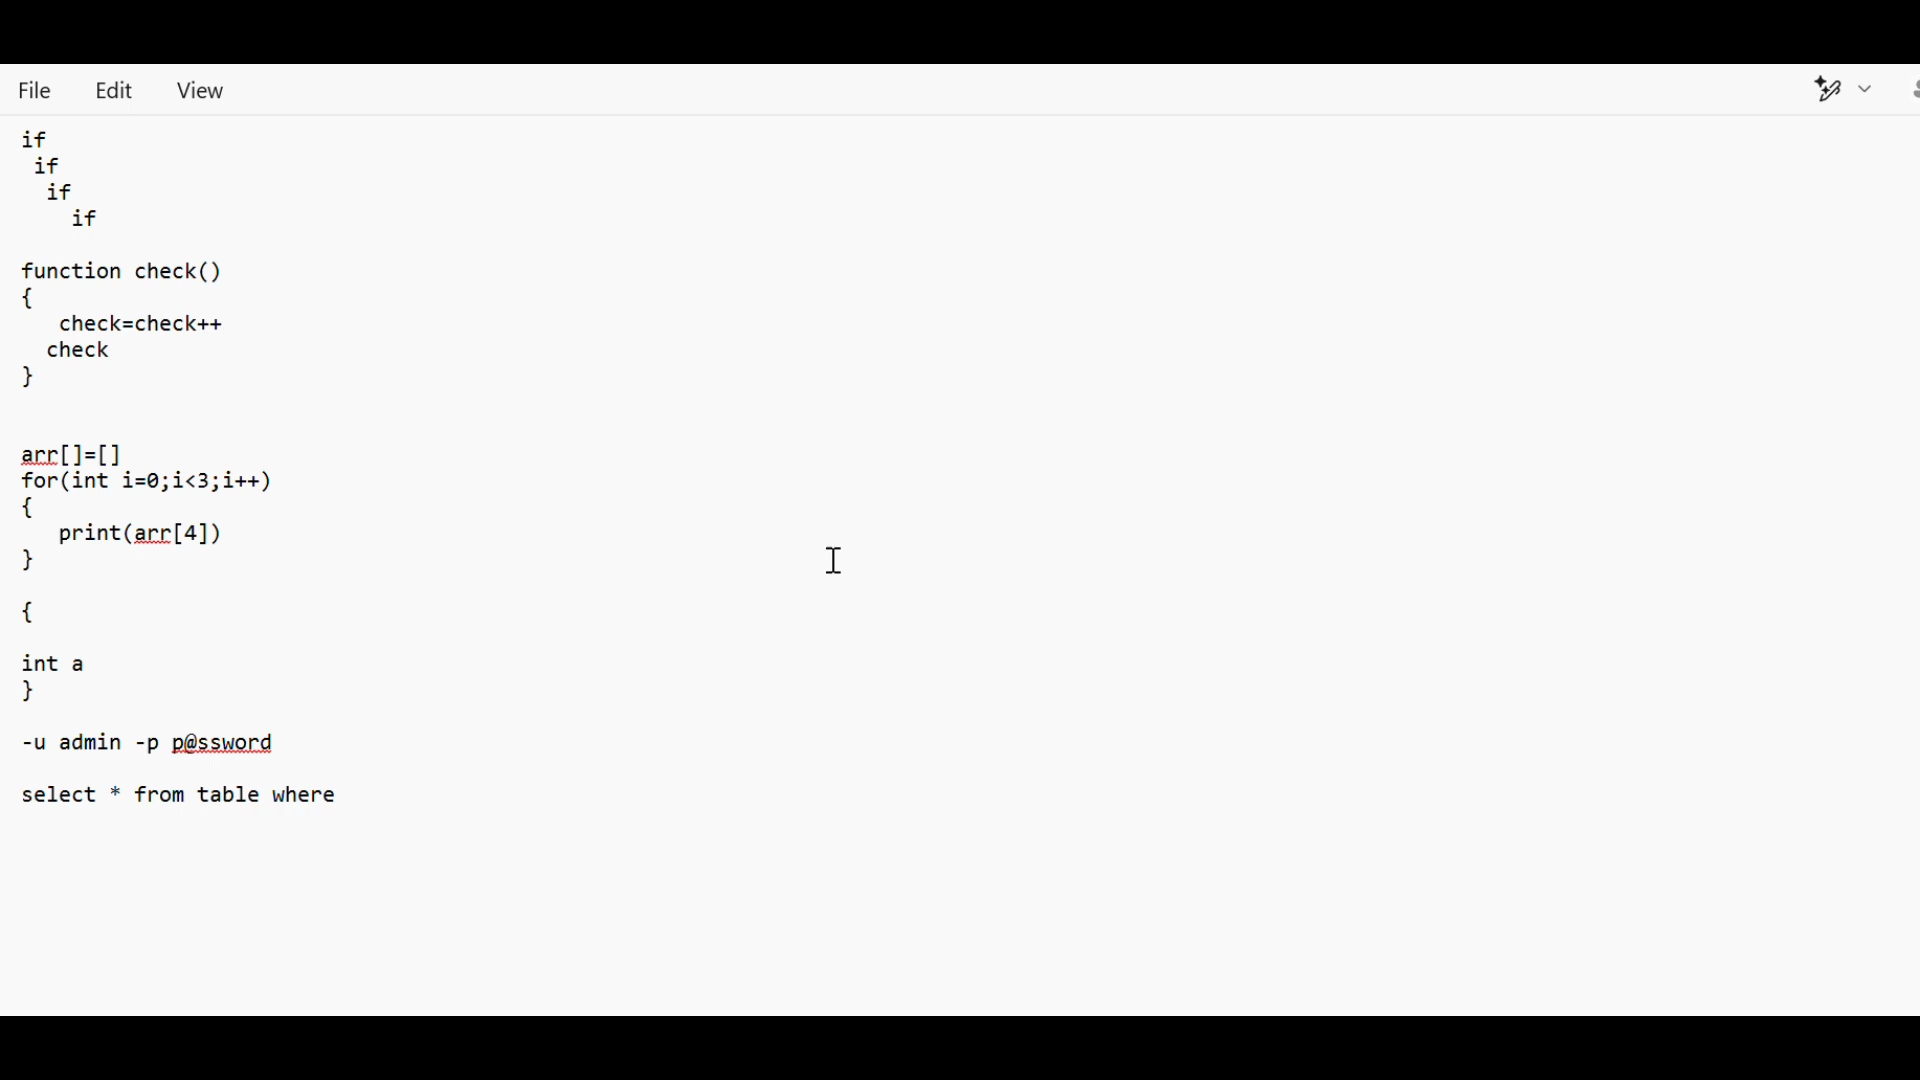 File Edit View
if
 if
  if
    if
function check()
{
   check=check++
  check
}
arr[]=[]
for(int i=0;i<3;i++)
{
   print(arr[4])
}
{
int a
}
-u admin -p p@ssword
select * from table where